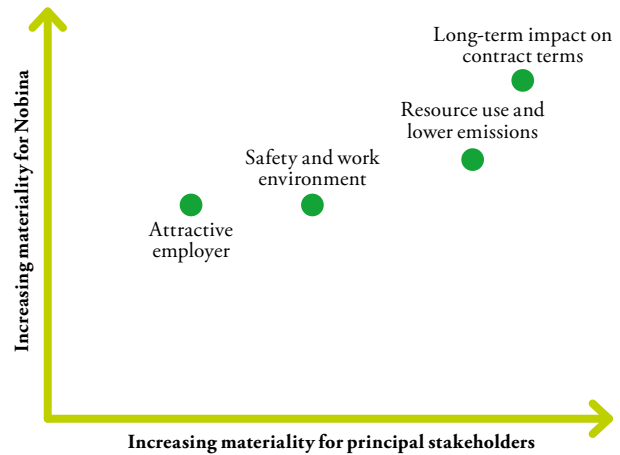 Long-term impact on
contract terms
Resource use and
lower emissions
Safety and work
environment
Attractive
employer
Increasing materiality for Nobina
Increasing materiality for principal stakeholders